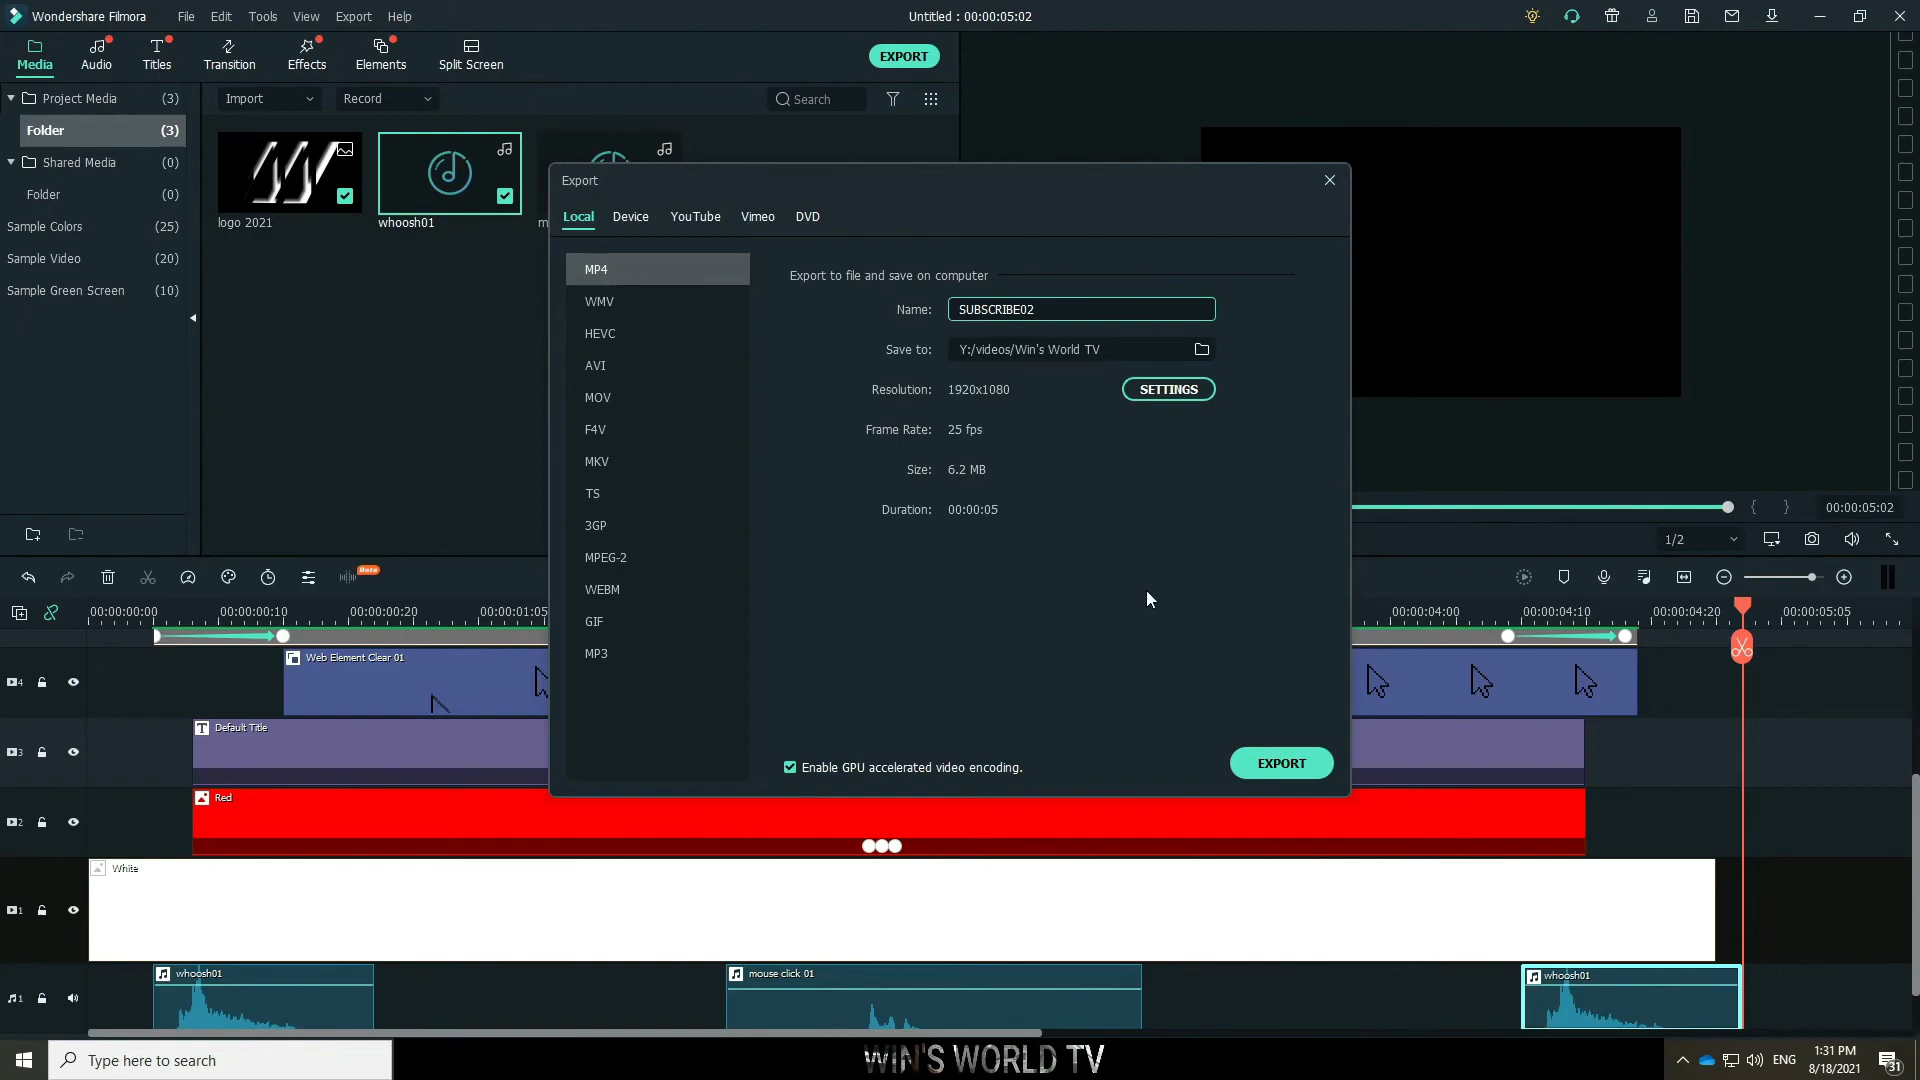 Wondershare Filmora File Edit Tools View Export Help Untitled : 00:00:05:02
Media Audio Titles Transition Effects Elements Split Screen EXPORT
Project Media (3)
Folder (3)
Shared Media (0)
Folder (0)
Sample Colors (25)
Sample Video (20)
Sample Green Screen (10)
Import Record Search
logo 2021 whoosh01
Export
Local Device YouTube Vimeo DVD
MP4
WMV
HEVC
AVI
MOV
F4V
MKV
TS
3GP
MPEG-2
WEBM
GIF
MP3
Export to file and save on computer
Name: SUBSCRIBE02
Save to: Y:/videos/Win's World TV
Resolution: 1920x1080 SETTINGS
Frame Rate: 25 fps
Size: 6.2 MB
Duration: 00:00:05
Enable GPU accelerated video encoding. EXPORT
{ } 00:00:05:02
1/2
Beta
00:00:00:00 00:00:00:10 00:00:00:20 00:00:01:05 00:00:04:00 00:00:04:10 00:00:04:20 00:00:05:05
4 Web Element Clear 01
3 T Default Title
2 Red
1 White
1 whoosh01 mouse click 01 whoosh01
Type here to search WIN'S WORLD TV ENG 1:31 PM
8/18/2021 31